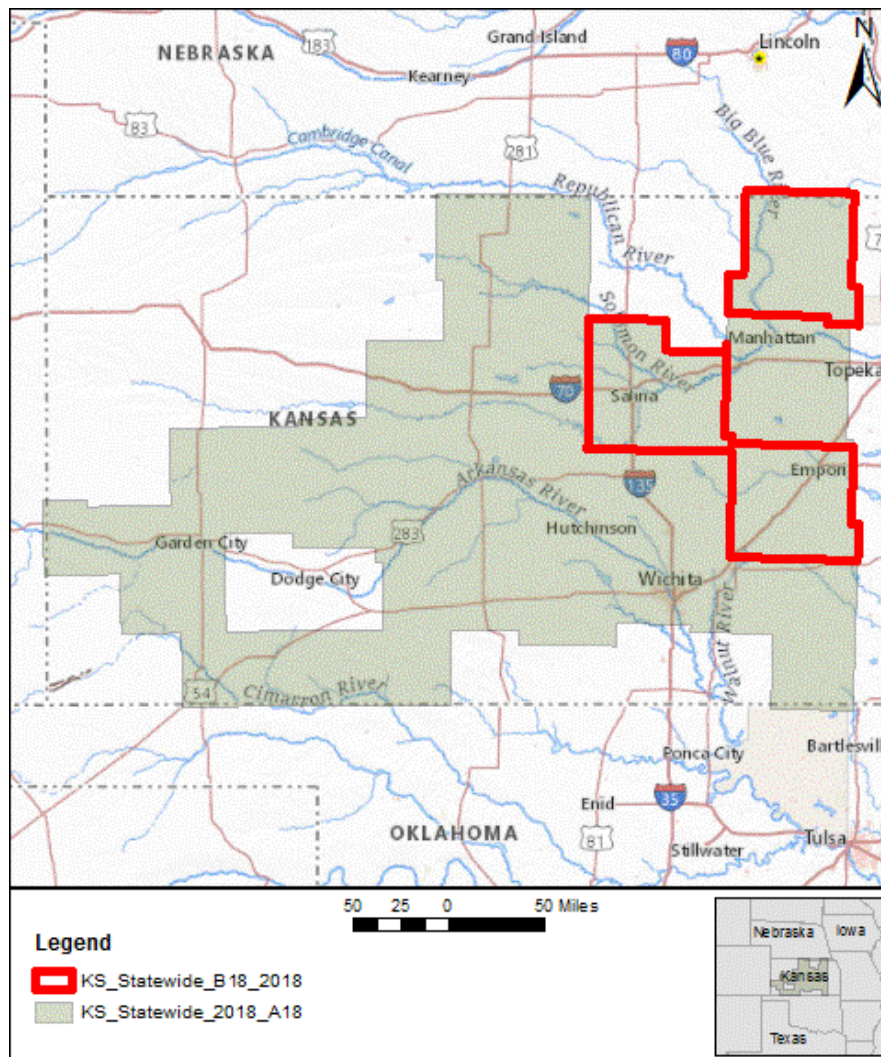 NEBRASKA
183
Grand Island
80
Lincoln
N
Kearney
83
Cambridge Canal
281
Big Blue River
Republican River
7
Solomon River
Manhattan
Topeka
70
Salina
KANSAS
Empori
135
Arkansas River
283
Hutchinson
Garden City
Dodge City
Wichita
Walnut River
54
Cimarron River
Ponca City
Bartlesvill
35
Enid
OKLAHOMA
81
Tulsa
Stillwater
50 25 0 50 Miles
Legend
KS_Statewide_B18_2018
KS_Statewide_2018_A18
Nebraska
Iowa
Kansas
Texas